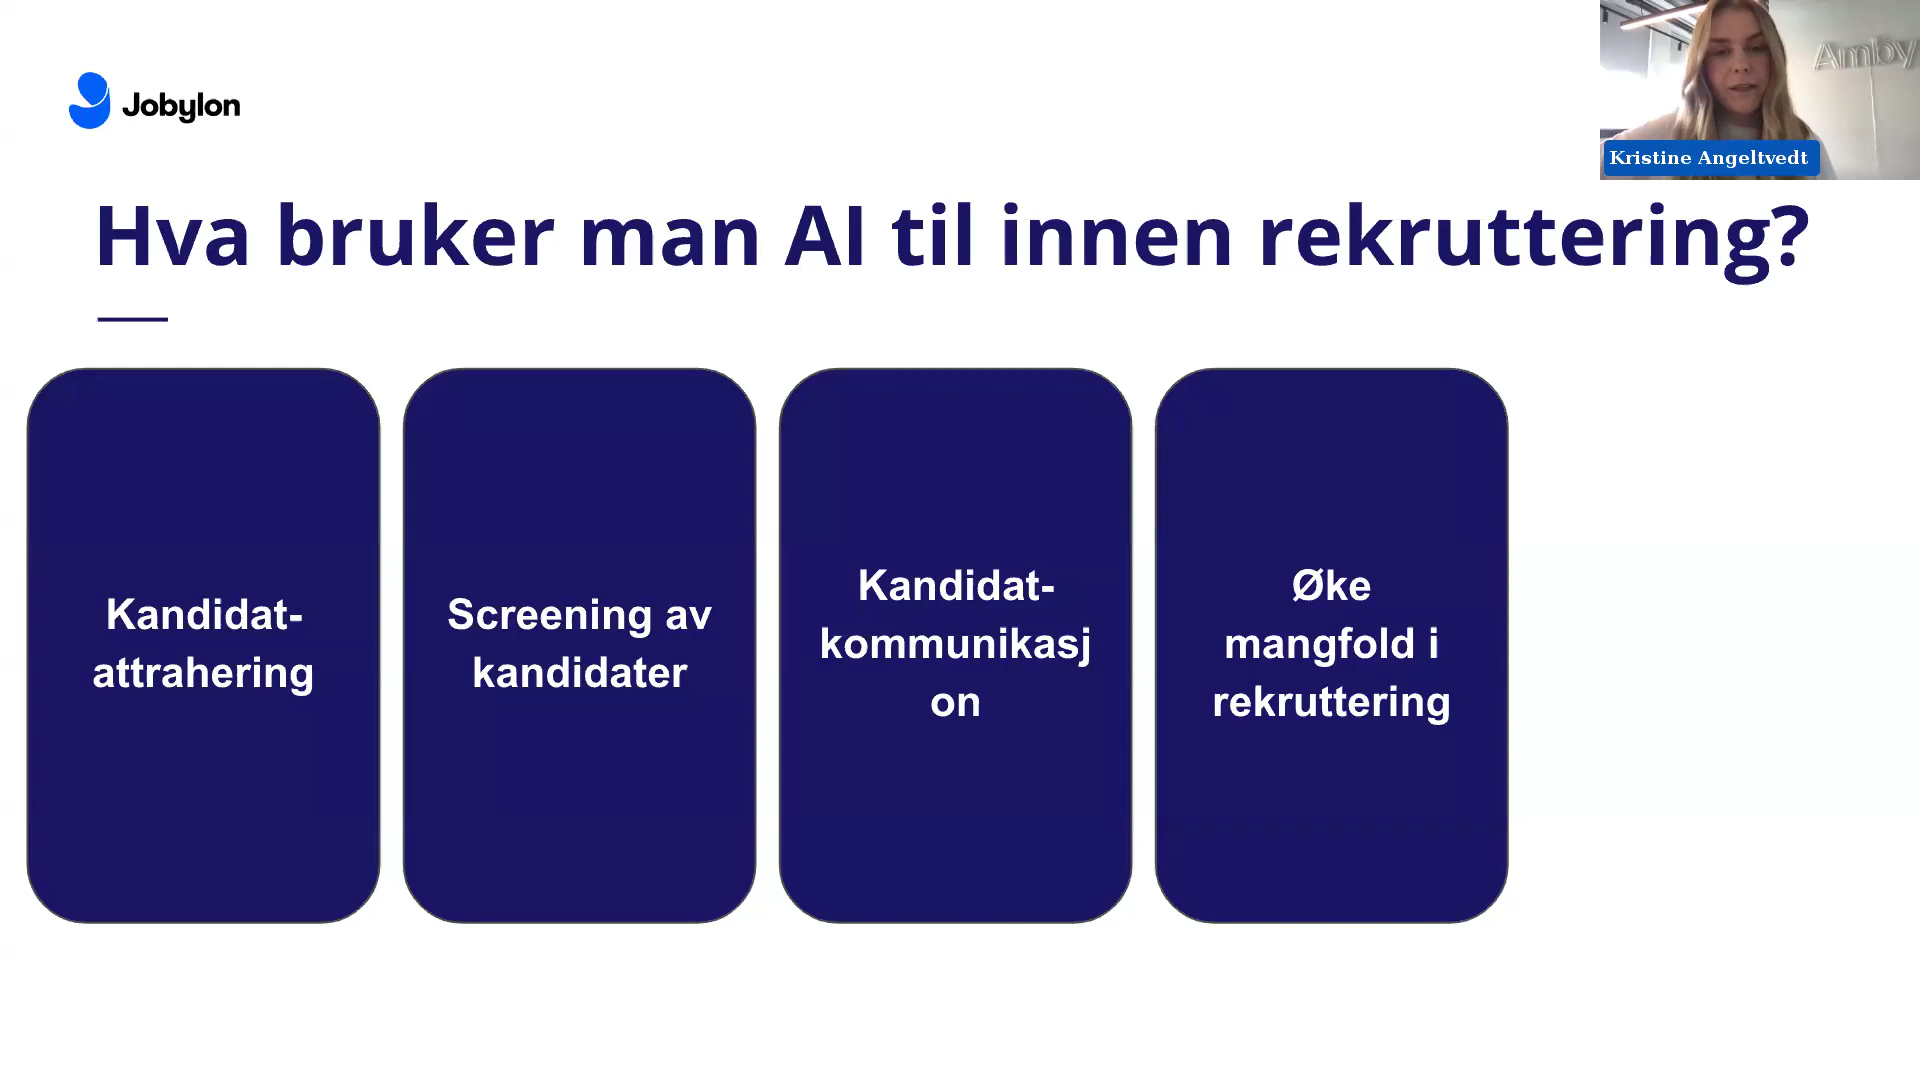 Jobylon
Amby
Kristine Angeltvedt
Hva bruker man AI til innen rekruttering?
Kandidat-
attrahering
Screening av
kandidater
Kandidat-
kommunikasj
on
Øke
mangfold i
rekruttering